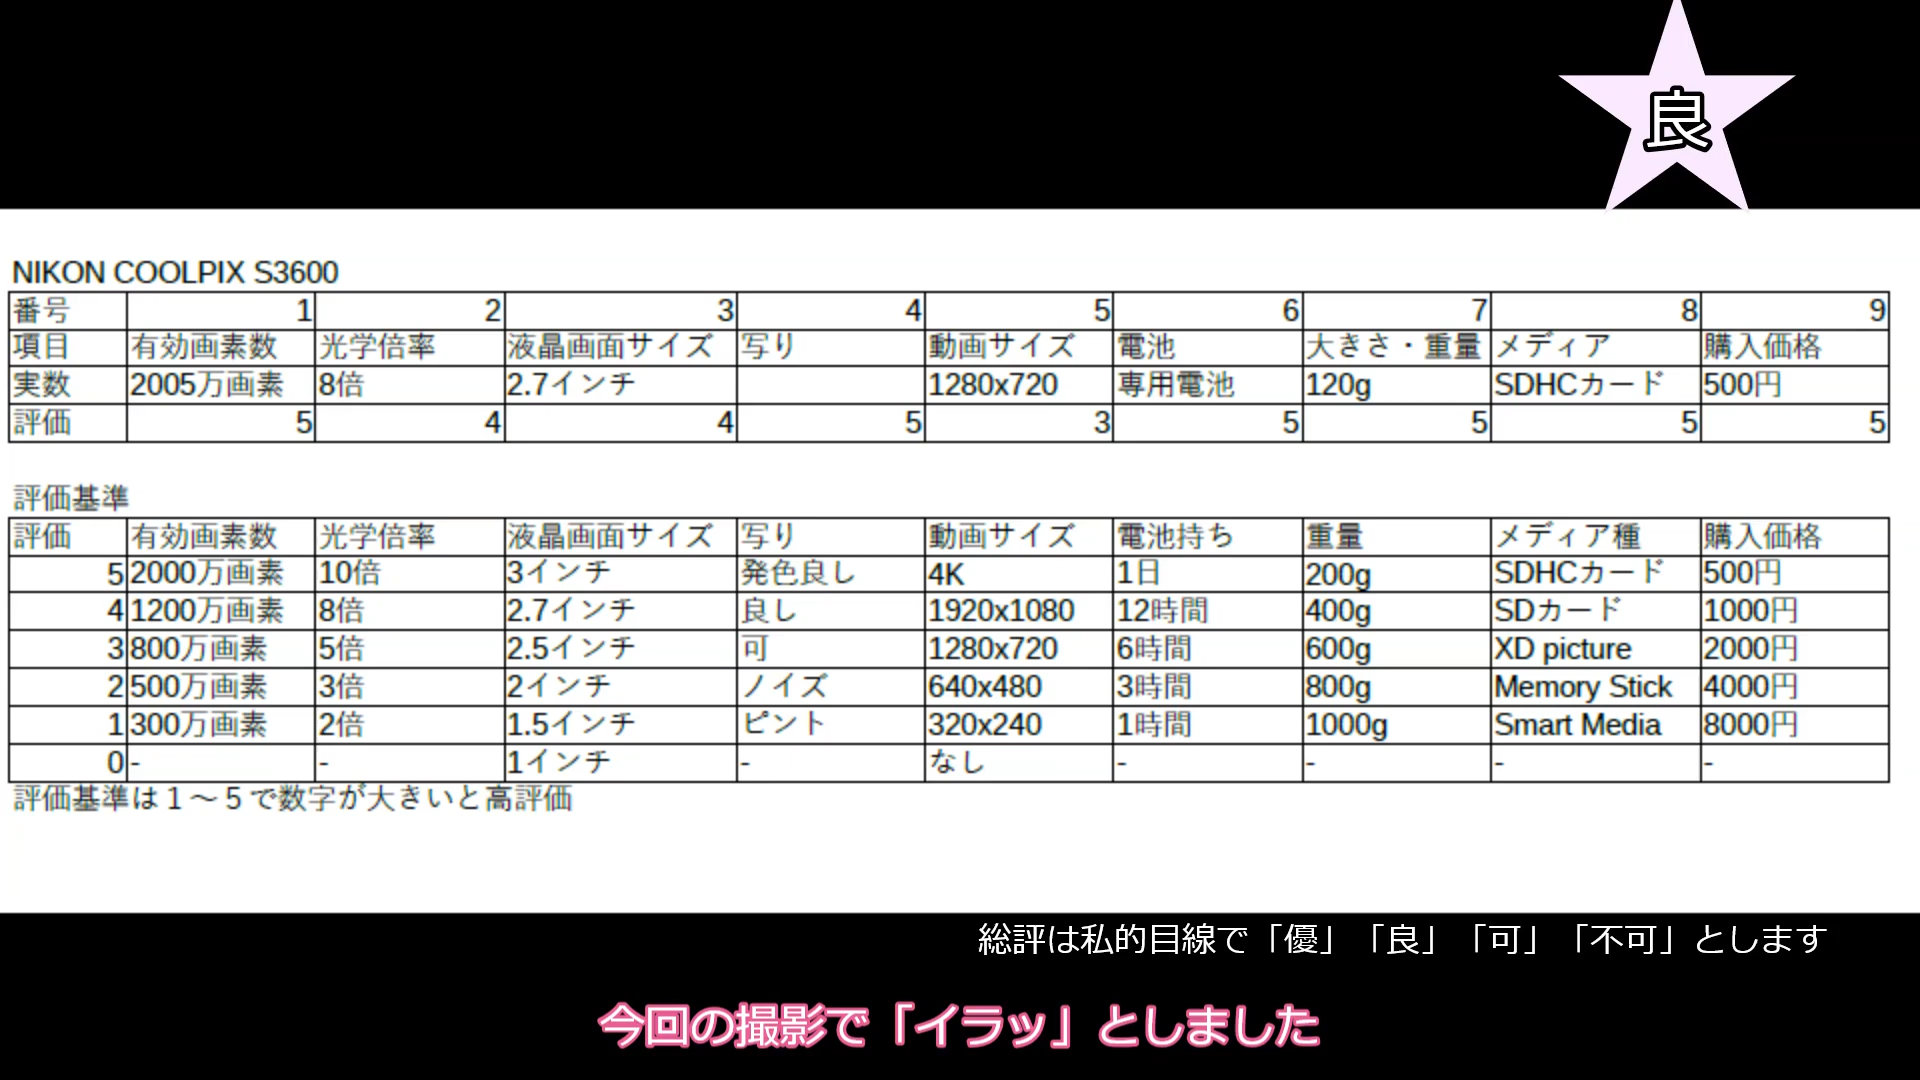 良
NIKON COOLPIX S3600
番号 1 2 3 4 5 6 7 8 9
項目 有効画素数 光学倍率 液晶画面サイズ 写り 動画サイズ 電池 大きさ・重量 メディア 購入価格
実数 2005万画素 8倍 2.7インチ 1280x720 専用電池 120g SDHCカード 500円
評価 5 4 4 5 3 5 5 5 5
評価基準
評価 有効画素数 光学倍率 液晶画面サイズ 写り 動画サイズ 電池持ち 重量 メディア種 購入価格
5 2000万画素 10倍 3インチ 発色良し 4K 1日 200g SDHCカード 500円
4 1200万画素 8倍 2.7インチ 良し 1920x1080 12時間 400g SDカード 1000円
3 800万画素 5倍 2.5インチ 可 1280x720 6時間 600g XD picture 2000円
2 500万画素 3倍 2インチ ノイズ 640x480 3時間 800g Memory Stick 4000円
1 300万画素 2倍 1.5インチ ピント 320x240 1時間 1000g Smart Media 8000円
0 - - 1インチ - なし - - - -
評価基準は１～５で数字が大きいと高評価
総評は私的目線で「優」「良」「可」「不可」とします
今回の撮影で「イラッ」としました